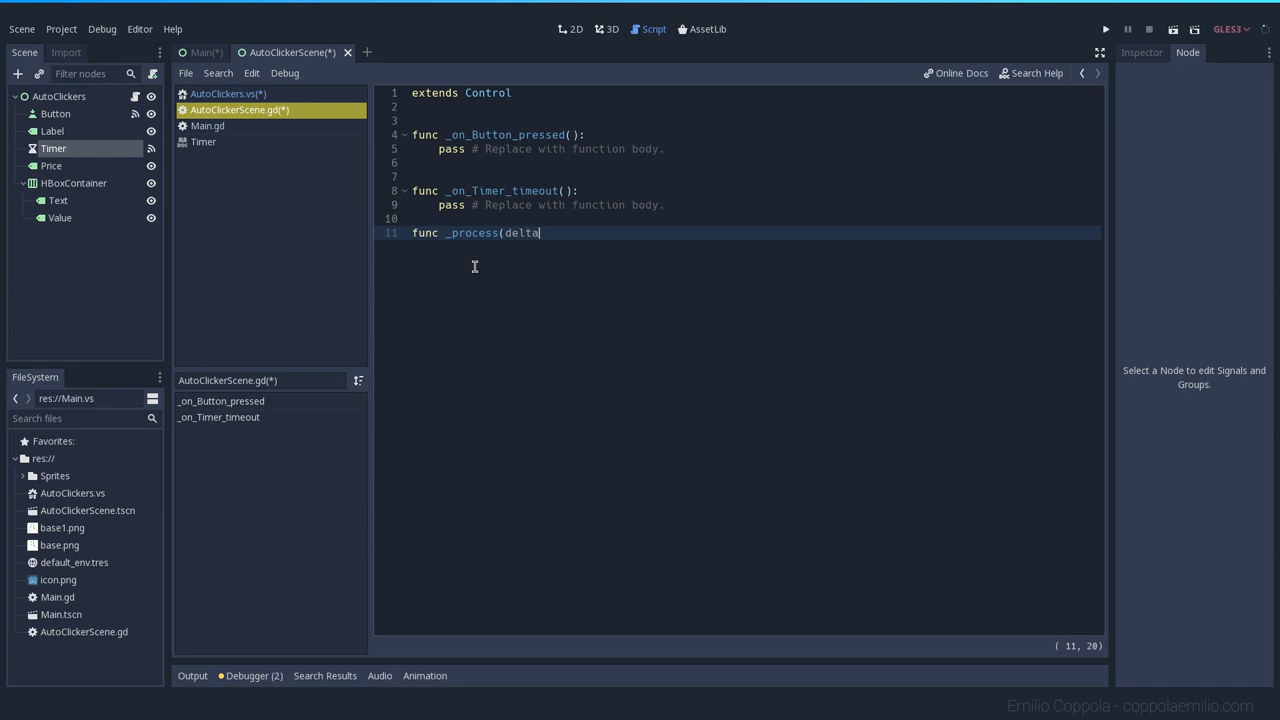 Scene Project Debug Editor Help
2D 3D Script AssetLib
GLES3
Scene Import
Main(*) AutoClickerScene(*)
Inspector Node
Filter nodes
File Search Edit Debug
Online Docs Search Help
AutoClickers
Button
Label
Timer
Price
HBoxContainer
Text
Value
AutoClickers.vs(*)
AutoClickerScene.gd(*)
Main.gd
Timer
AutoClickerScene.gd(*)
_on_Button_pressed
_on_Timer_timeout
1 extends Control
2
3
4 func _on_Button_pressed():
5 pass # Replace with function body.
6
7
8 func _on_Timer_timeout():
9 pass # Replace with function body.
10
11 func _process(delta
( 11, 20)
Select a Node to edit Signals and
Groups.
FileSystem
res://Main.vs
Search files
Favorites:
res://
Sprites
AutoClickers.vs
AutoClickerScene.tscn
base1.png
base.png
default_env.tres
icon.png
Main.gd
Main.tscn
AutoClickerScene.gd
Output Debugger (2) Search Results Audio Animation
Emilio Coppola - coppolaemilio.com